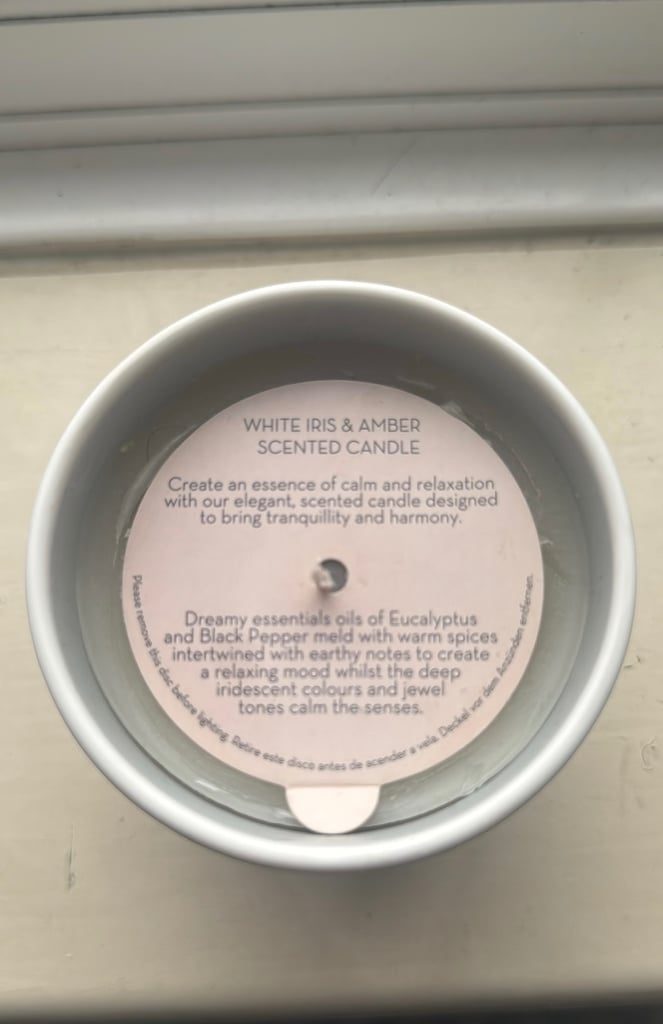 WHITE IRIS & AMBER
SCENTED CANDLE
Create an essence of calm and relaxation
with our elegant, scented candle designed
to bring tranquillity and harmony.
Dreamy essentials oils of Eucalyptus
and Black Pepper meld with warm spices
intertwined with earthy notes to create
a relaxing mood whilst the deep
iridescent colours and jewel
tones calm the senses.
Please remove this disc before lighting. Retire este disco antes de acender a vela. Deckel vor dem Anzünden entfernen.